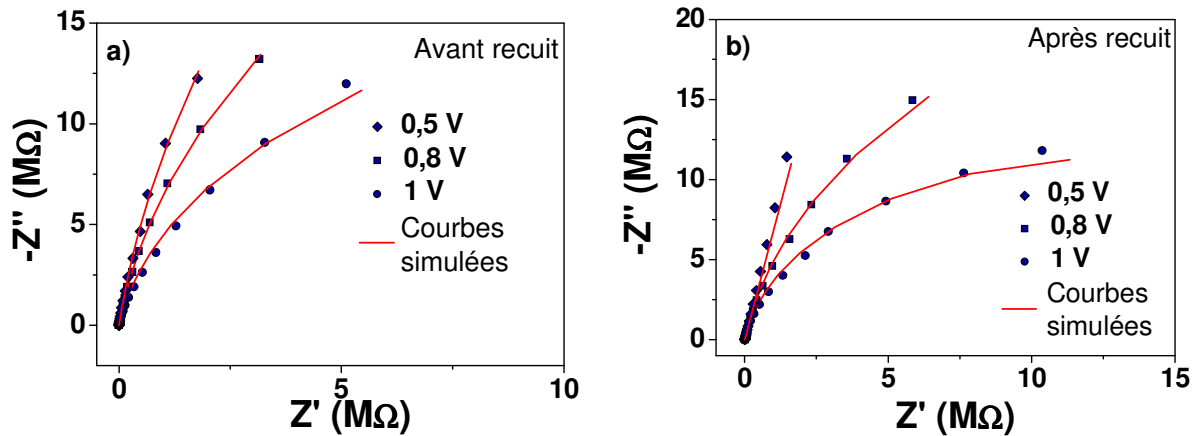 a)
Avant recuit
15
10
5
0
-Z'' (MΩ)
0,5 V
0,8 V
1 V
Courbes
simulées
0
5
10
Z' (MΩ)
b)
Après recuit
20
15
10
5
0
-Z'' (MΩ)
0,5 V
0,8 V
1 V
Courbes
simulées
0
5
10
15
Z' (MΩ)